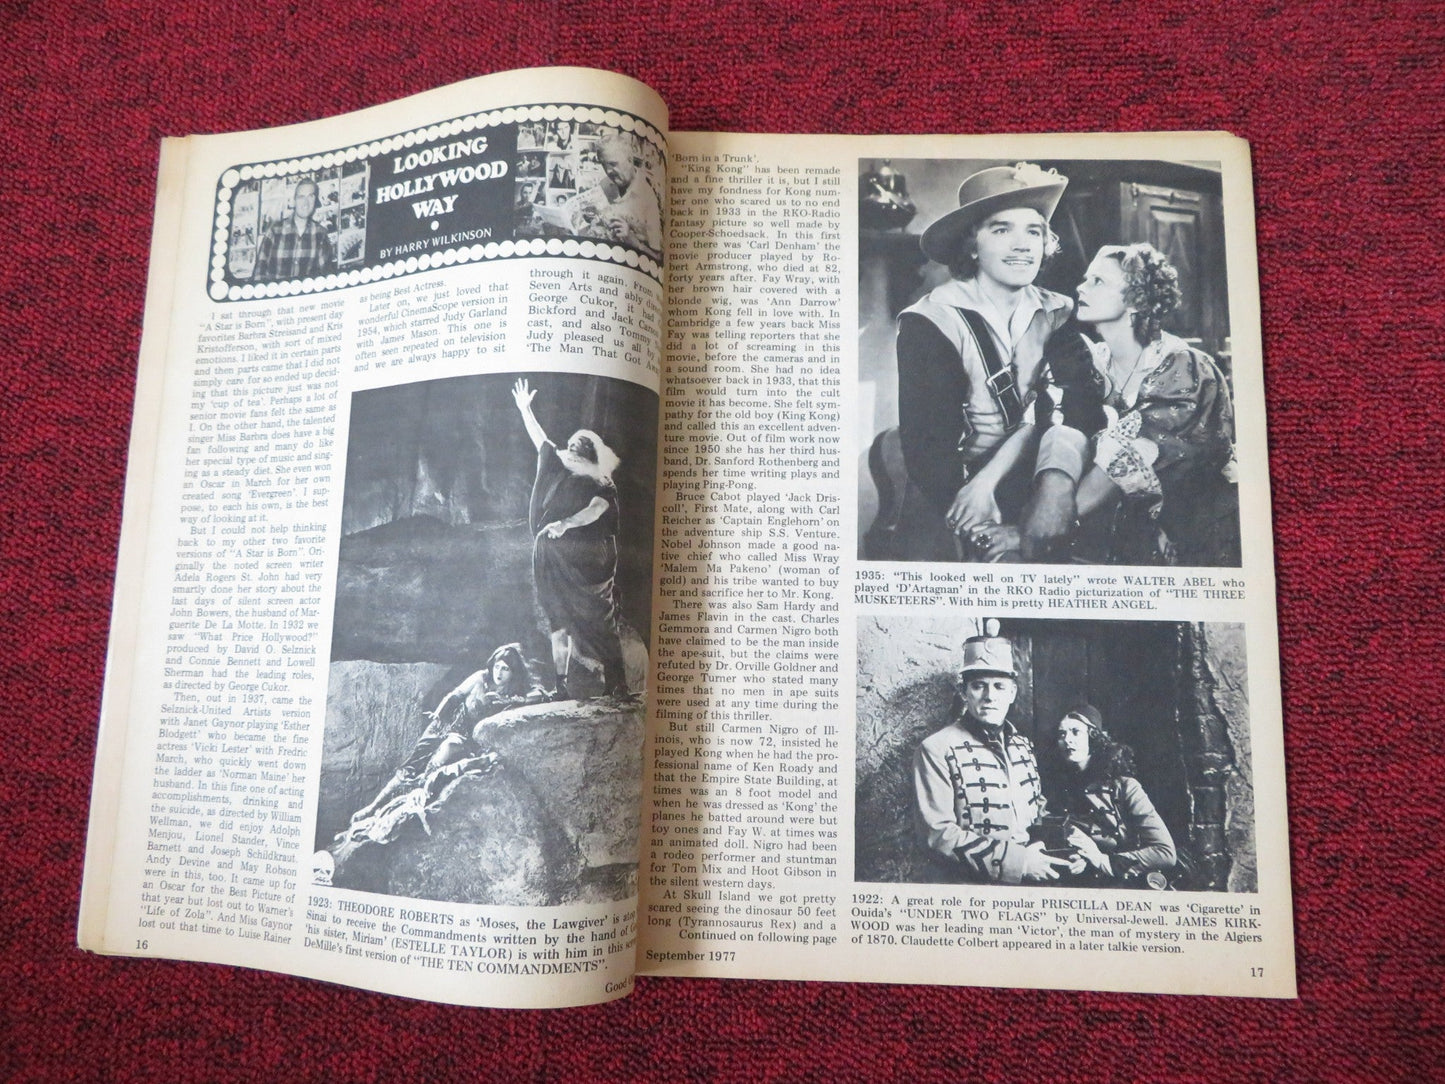 LOOKING
HOLLYWOOD
WAY
BY HARRY WILKINSON
I sat through that new movie
"A Star is Born", with present day
favorites Barbra Streisand and Kris
Kristofferson, with sort of mixed
emotions. I liked it in certain parts
and then parts came that I did not
simply care for so ended up decid-
ing that this picture just was not
my 'cup of tea'. Perhaps a lot of
senior movie fans felt the same as
I. On the other hand, the talented
singer Miss Barbra does have a big
fan following and many do like
her special type of music and sing-
ing as a steady diet. She even won
an Oscar in March for her own
created song 'Evergreen'. I sup-
pose, to each his own, is the best
way of looking at it.
But I could not help thinking
back to my other two favorite
versions of "A Star is Born". Ori-
ginally the noted screen writer
Adela Rogers St. John had very
smartly done her story about the
last days of silent screen actor
John Bowers, the husband of Mar-
guerite De La Motte. In 1932 we
saw "What Price Hollywood?"
produced by David O. Selznick
and Connie Bennett and Lowell
Sherman had the leading roles,
as directed by George Cukor.
Then, out in 1937, came the
Selznick-United Artists version
with Janet Gaynor playing 'Esther
Blodgett' who became the fine
actress 'Vicki Lester' with Fredric
March, who quickly went down
the ladder as 'Norman Maine' her
husband. In this fine one of acting
accomplishments, drinking and
the suicide, as directed by William
Wellman, we did enjoy Adolph
Menjou, Lionel Stander, Vince
Barnett and Joseph Schildkraut.
Andy Devine and May Robson
were in this, too. It came up for
an Oscar for the Best Picture of
that year but lost out to Warner's
"Life of Zola". And Miss Gaynor
lost out that time to Luise Rainer
16
as being Best Actress.
Later on, we just loved that
wonderful CinemaScope version in
1954, which starred Judy Garland
with James Mason. This one is
often seen repeated on television
and we are always happy to sit
through it again. From
Seven Arts and ably
George Cukor, it had
Bickford and Jack Carson
cast, and also Tommy
Judy pleased us all by
'The Man That Got
1923: THEODORE ROBERTS as 'Moses, the Lawgiver' is atop
Sinai to receive the Commandments written by the hand of
'his sister, Miriam' (ESTELLE TAYLOR) is with him in this
DeMille's first version of "THE TEN COMMANDMENTS".
Good
'Born in a Trunk'.
"King Kong" has been remade
and a fine thriller it is, but I still
have my fondness for Kong num-
ber one who scared us to no end
back in 1933 in the RKO-Radio
fantasy picture so well made by
Cooper-Schoedsack. In this first
one there was 'Carl Denham' the
movie producer played by Ro-
bert Armstrong, who died at 82,
forty years after. Fay Wray, with
her brown hair covered with a
blonde wig, was 'Ann Darrow'
whom Kong fell in love with. In
Cambridge a few years back Miss
Fay was telling reporters that she
did a lot of screaming in this
movie, before the cameras and in
a sound room. She had no idea
whatsoever back in 1933, that this
film would turn into the cult
movie it has become. She felt sym-
pathy for the old boy (King Kong)
and called this an excellent adven-
ture movie. Out of film work now
since 1950 she has her third hus-
band, Dr. Sanford Rothenberg and
spends her time writing plays and
playing Ping-Pong.
Bruce Cabot played 'Jack Dris-
coll', First Mate, along with Carl
Reicher as 'Captain Englehorn' on
the adventure ship S.S. Venture.
Nobel Johnson made a good na-
tive chief who called Miss Wray
'Malem Ma Pakeno' (woman of
gold) and his tribe wanted to buy
her and sacrifice her to Mr. Kong.
There was also Sam Hardy and
James Flavin in the cast. Charles
Gemmora and Carmen Nigro both
have claimed to be the man inside
the ape-suit, but the claims were
refuted by Dr. Orville Goldner and
George Turner who stated many
times that no men in ape suits
were used at any time during the
filming of this thriller.
But still Carmen Nigro of Ill-
inois, who is now 72, insisted he
played Kong when he had the pro-
fessional name of Ken Roady and
that the Empire State Building, at
times was an 8 foot model and
when he was dressed as 'Kong' the
planes he batted around were but
toy ones and Fay W. at times was
an animated doll. Nigro had been
a rodeo performer and stuntman
for Tom Mix and Hoot Gibson in
the silent western days.
At Skull Island we got pretty
scared seeing the dinosaur 50 feet
long (Tyrannosaurus Rex) and a
Continued on following page
September 1977
1935: "This looked well on TV lately" wrote WALTER ABEL who
played 'D'Artagnan' in the RKO Radio picturization of "THE THREE
MUSKETEERS". With him is pretty HEATHER ANGEL.
1922: A great role for popular PRISCILLA DEAN was 'Cigarette' in
Ouida's "UNDER TWO FLAGS" by Universal-Jewell. JAMES KIRK-
WOOD was her leading man 'Victor', the man of mystery in the Algiers
of 1870. Claudette Colbert appeared in a later talkie version.
17